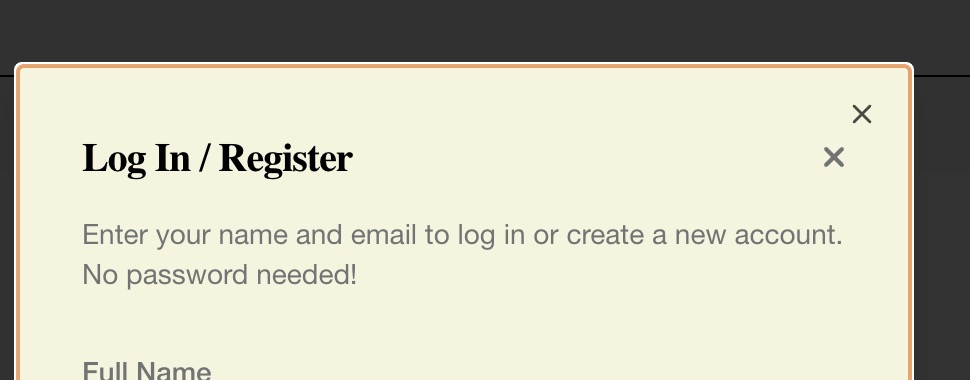 Log In / Register
Enter your name and email to log in or create a new account.
No password needed!
Full Name